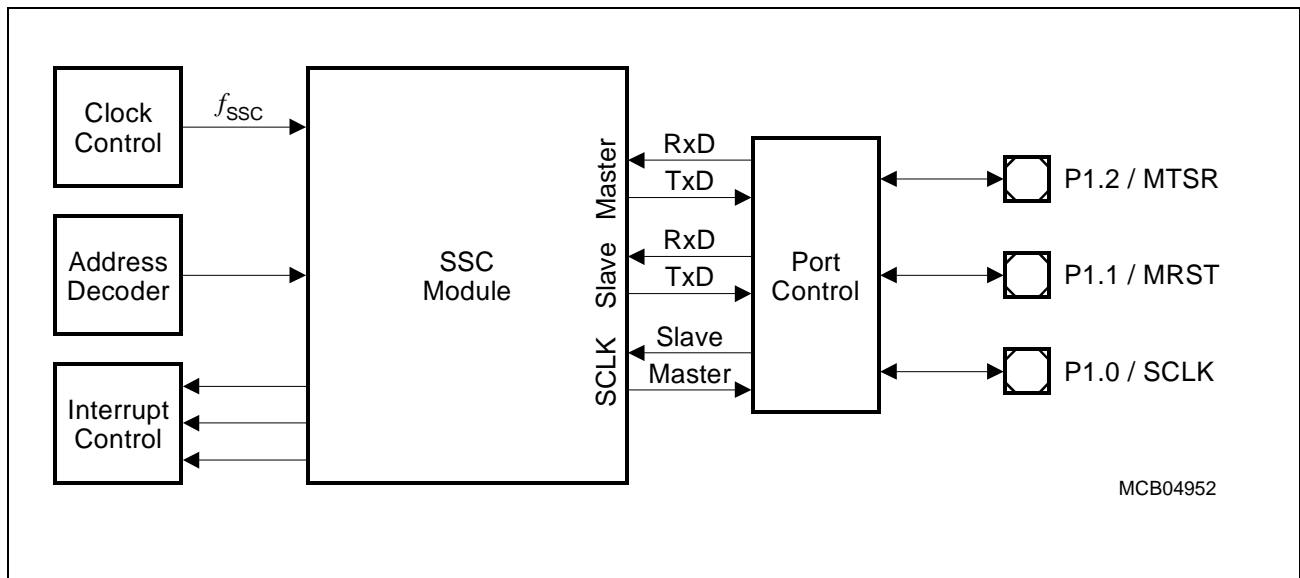 Clock
Control
fSSC
Address
Decoder
Interrupt
Control
SSC
Module
Master
Slave
SCLK
RxD
TxD
RxD
TxD
Slave
Master
Port
Control
P1.2 / MTSR
P1.1 / MRST
P1.0 / SCLK
MCB04952